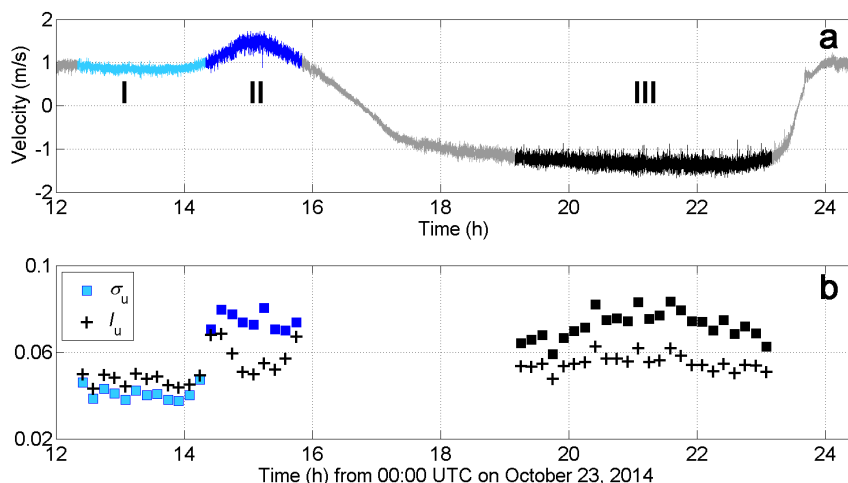 2
a
1
I
II
III
0
-1
-2
Velocity (m/s)
12 14 16 18 20 22 24
Time (h)
0.1
σu
b
Iu
0.06
0.02
12 14 16 18 20 22 24
Time (h) from 00:00 UTC on October 23, 2014